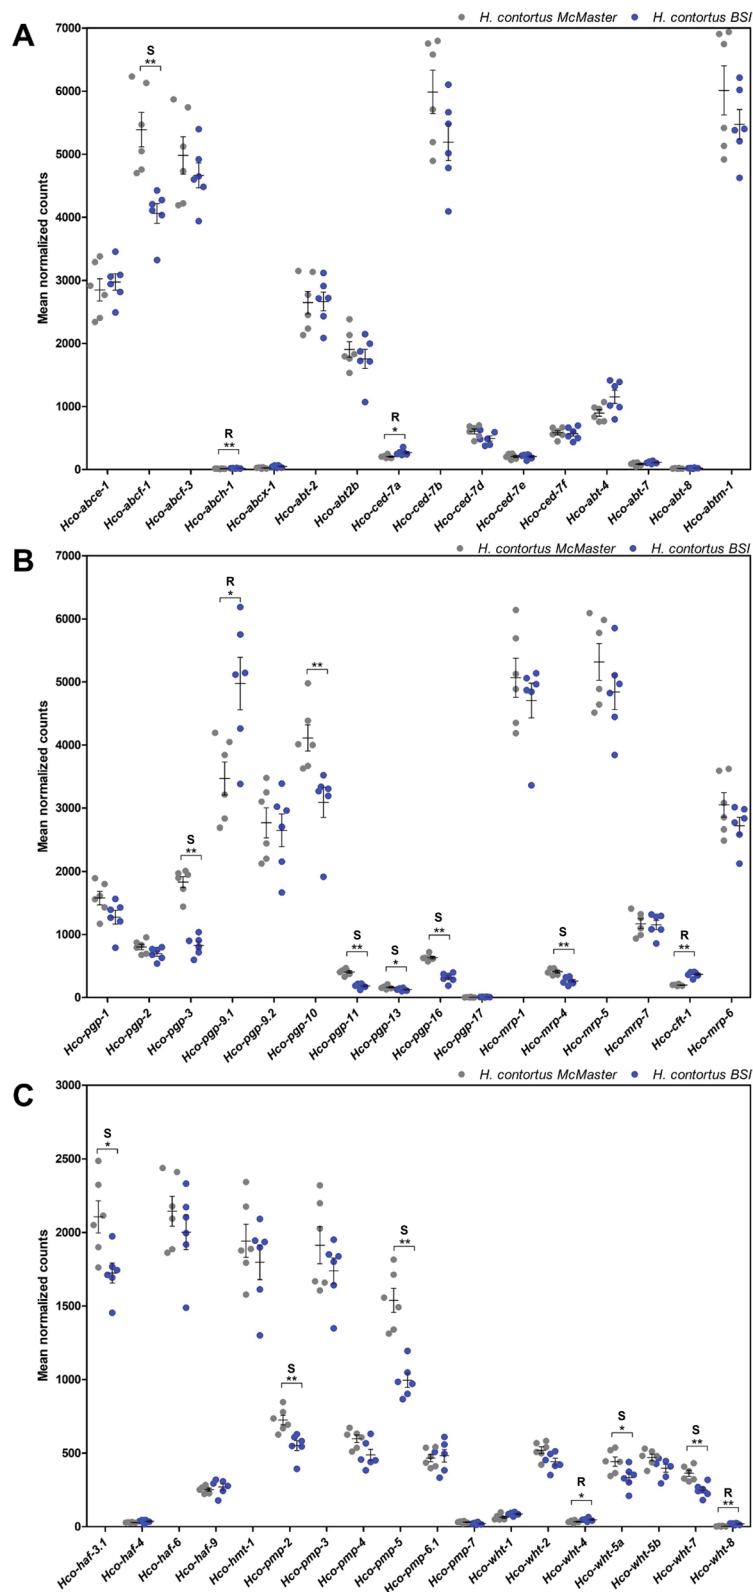 A
H. contortus McMaster H. contortus BSI
Mean normalized counts
7000
6000
5000
4000
3000
2000
1000
0
S
**
R
**
R
*
Hco-abce-1
Hco-abcf-1
Hco-abcf-3
Hco-abch-1
Hco-abcx-1
Hco-abt-2
Hco-abt2b
Hco-ced-7a
Hco-ced-7b
Hco-ced-7d
Hco-ced-7e
Hco-ced-7f
Hco-abt-4
Hco-abt-7
Hco-abt-8
Hco-abtm-1
B
H. contortus McMaster H. contortus BSI
Mean normalized counts
7000
6000
5000
4000
3000
2000
1000
0
S
**
R
*
**
S
**
S
*
S
**
S
**
R
**
Hco-pgp-1
Hco-pgp-2
Hco-pgp-3
Hco-pgp-9.1
Hco-pgp-9.2
Hco-pgp-10
Hco-pgp-11
Hco-pgp-13
Hco-pgp-16
Hco-pgp-17
Hco-mrp-1
Hco-mrp-4
Hco-mrp-5
Hco-mrp-7
Hco-cft-1
Hco-mrp-6
C
H. contortus McMaster H. contortus BSI
Mean normalized counts
3000
2500
2000
1500
1000
500
0
S
*
S
**
S
**
R
*
S
*
S
**
R
**
Hco-haf-3.1
Hco-haf-4
Hco-haf-6
Hco-haf-9
Hco-hmt-1
Hco-pmp-2
Hco-pmp-3
Hco-pmp-4
Hco-pmp-5
Hco-pmp-6.1
Hco-pmp-7
Hco-wht-1
Hco-wht-2
Hco-wht-4
Hco-wht-5a
Hco-wht-5b
Hco-wht-7
Hco-wht-8